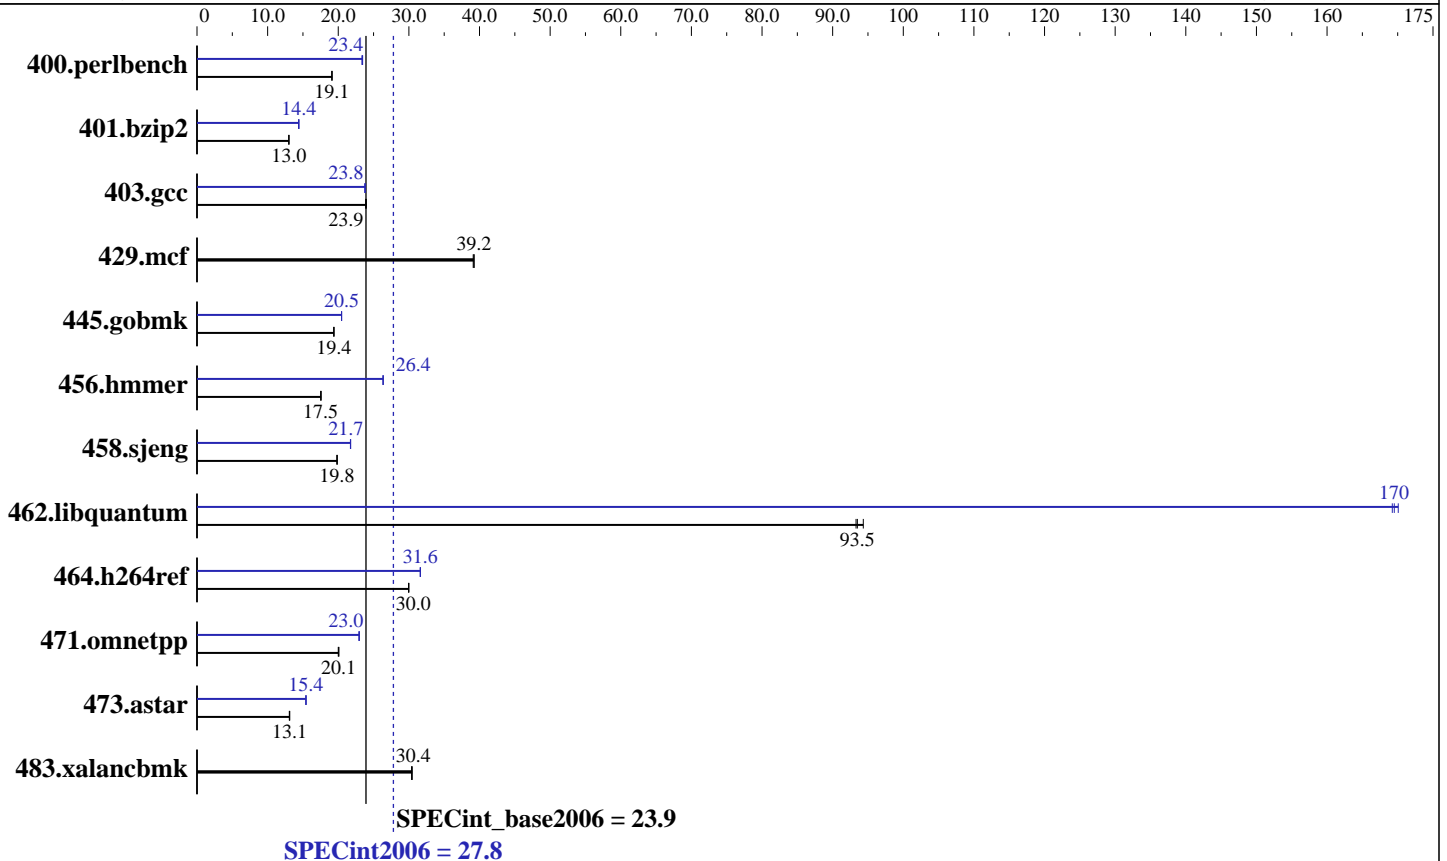 0 10.0 20.0 30.0 40.0 50.0 60.0 70.0 80.0 90.0 100 110 120 130 140 150 160 175
23.4
400.perlbench
19.1
14.4
401.bzip2
13.0
23.8
403.gcc
23.9
39.2
429.mcf
20.5
445.gobmk
19.4
26.4
456.hmmer
17.5
21.7
458.sjeng
19.8
170
462.libquantum
93.5
31.6
464.h264ref
30.0
23.0
471.omnetpp
20.1
15.4
473.astar
13.1
30.4
483.xalancbmk
SPECint_base2006 = 23.9
SPECint2006 = 27.8